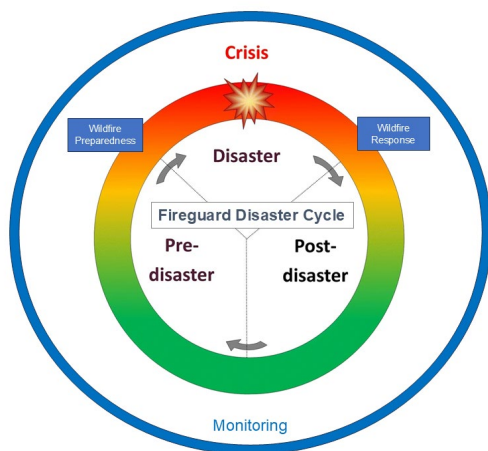 Crisis
Wildfire
Preparedness
Wildfire
Response
Disaster
Fireguard Disaster Cycle
Pre-
disaster
Post-
disaster
Monitoring